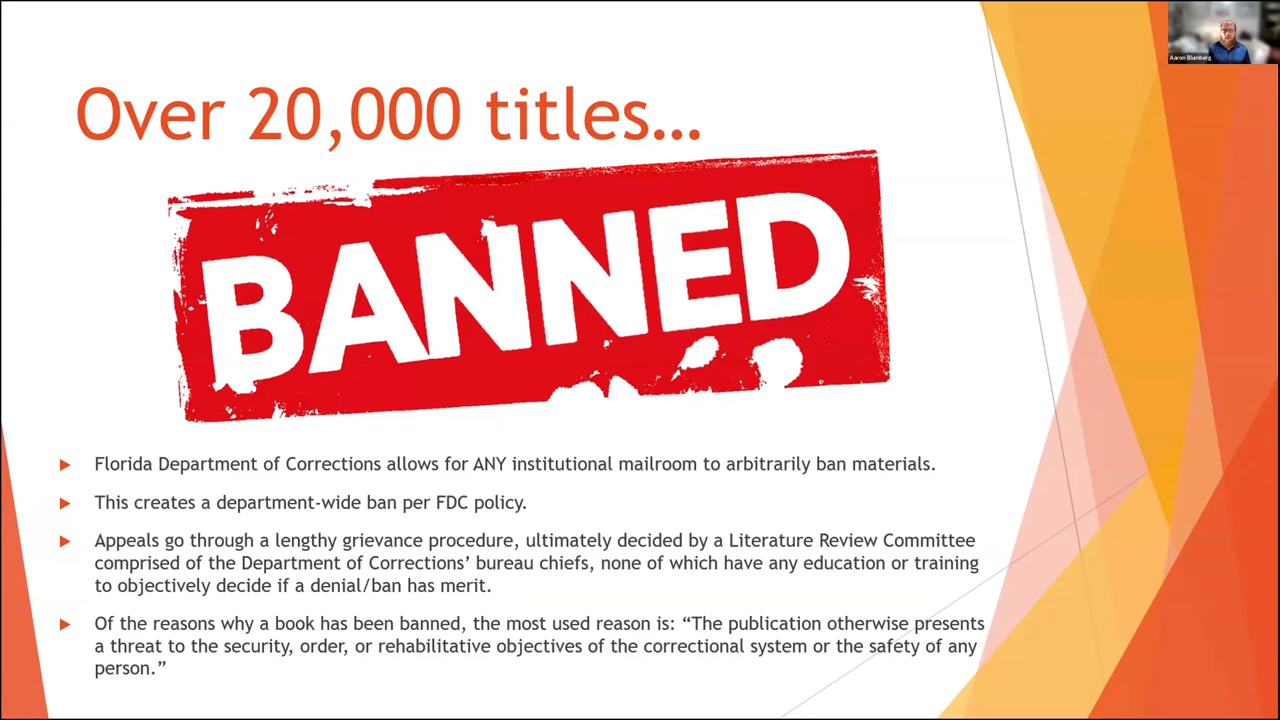 Aaron Blumberg
Over 20,000 titles…
BANNED
Florida Department of Corrections allows for ANY institutional mailroom to arbitrarily ban materials.
This creates a department-wide ban per FDC policy.
Appeals go through a lengthy grievance procedure, ultimately decided by a Literature Review Committee
comprised of the Department of Corrections’ bureau chiefs, none of which have any education or training
to objectively decide if a denial/ban has merit.
Of the reasons why a book has been banned, the most used reason is: “The publication otherwise presents
a threat to the security, order, or rehabilitative objectives of the correctional system or the safety of any
person.”